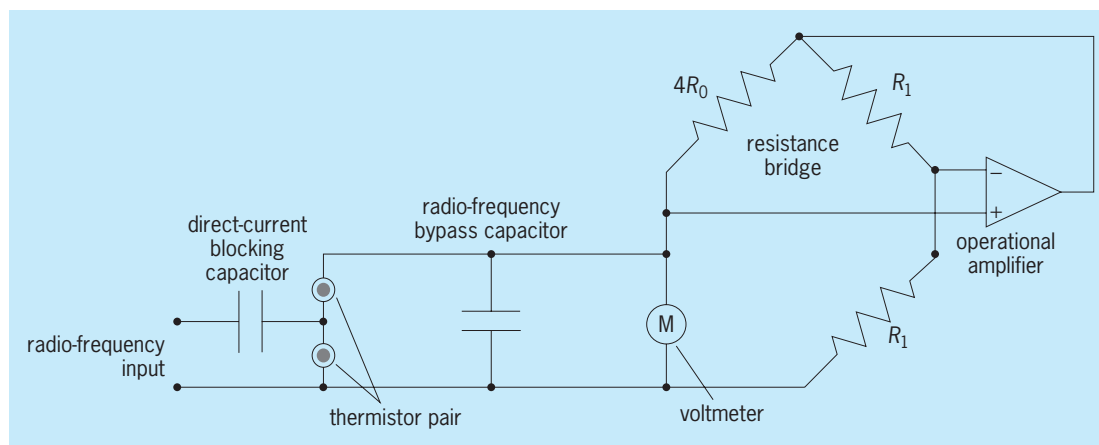 4R₀
R₁
resistance
bridge
−
+
operational
amplifier
radio-frequency
bypass capacitor
direct-current
blocking
capacitor
M
R₁
radio-frequency
input
thermistor pair
voltmeter